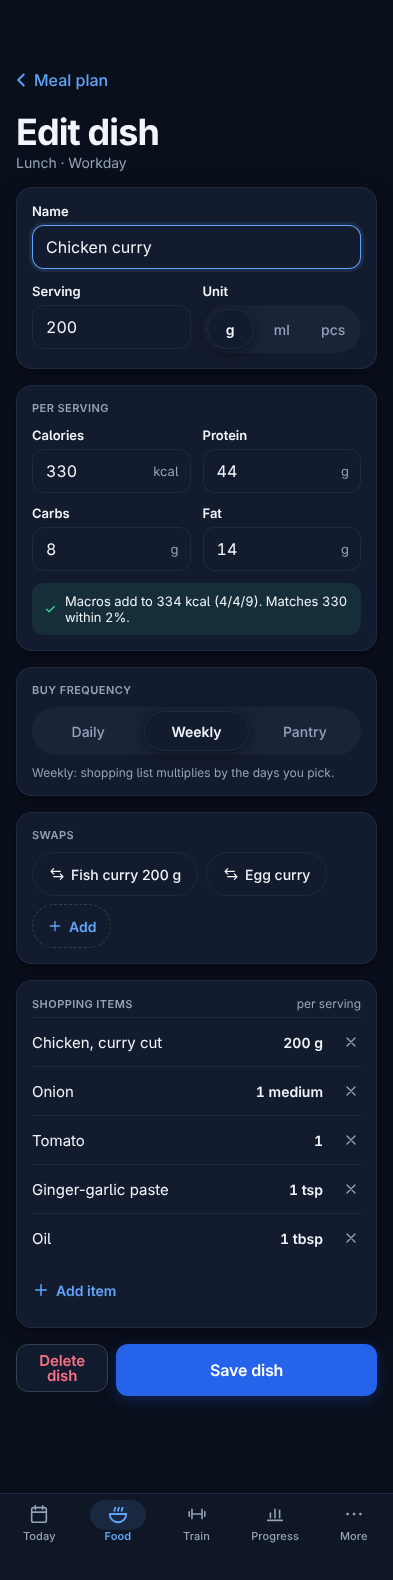 Meal plan
Edit dish
Lunch · Workday
Name
Chicken curry
Serving
Unit
200
g
ml
pcs
PER SERVING
Calories
Protein
330 kcal
44 g
Carbs
Fat
8 g
14 g
Macros add to 334 kcal (4/4/9). Matches 330
within 2%.
BUY FREQUENCY
Daily
Weekly
Pantry
Weekly: shopping list multiplies by the days you pick.
SWAPS
Fish curry 200 g
Egg curry
Add
SHOPPING ITEMS
per serving
Chicken, curry cut
200 g
Onion
1 medium
Tomato
1
Ginger-garlic paste
1 tsp
Oil
1 tbsp
Add item
Delete
dish
Save dish
Today
Food
Train
Progress
More